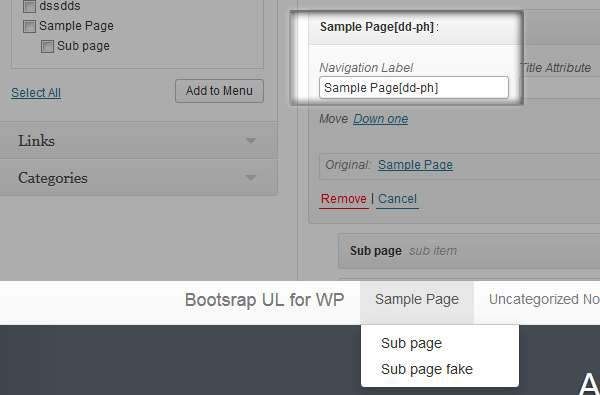 dssdds
Sample Page
Sub page
Select All
Add to Menu
Links
Categories
Sample Page[dd-ph] :
Navigation Label
Title Attribute
Sample Page[dd-ph]
Move Down one
Original: Sample Page
Remove | Cancel
Sub page sub item
Bootsrap UL for WP
Sample Page
Uncategorized No
Sub page
Sub page fake
A